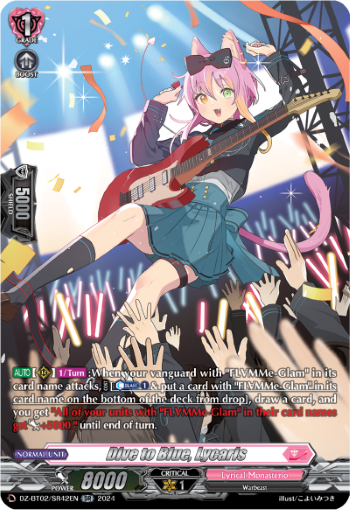 1
GRADE
BOOST
5000
SHIELD
AUTO 1/Turn :When your vanguard with "FLVMMe-Glam" in its
card name attacks, COST [ BLAST 1 & put a card with "FLVMMe-Glam" in its
card name on the bottom of the deck from drop], draw a card, and
you get "All of your units with "FLVMMe-Glam" in their card names
get +5000." until end of turn.
NORMAL UNIT
Dive to Blue, Lycaris
POWER 8000
CRITICAL
1
Lyrical Monasterio
Warbeast
DZ-BT02/SR42EN SR 2024
illust/こよいみつき